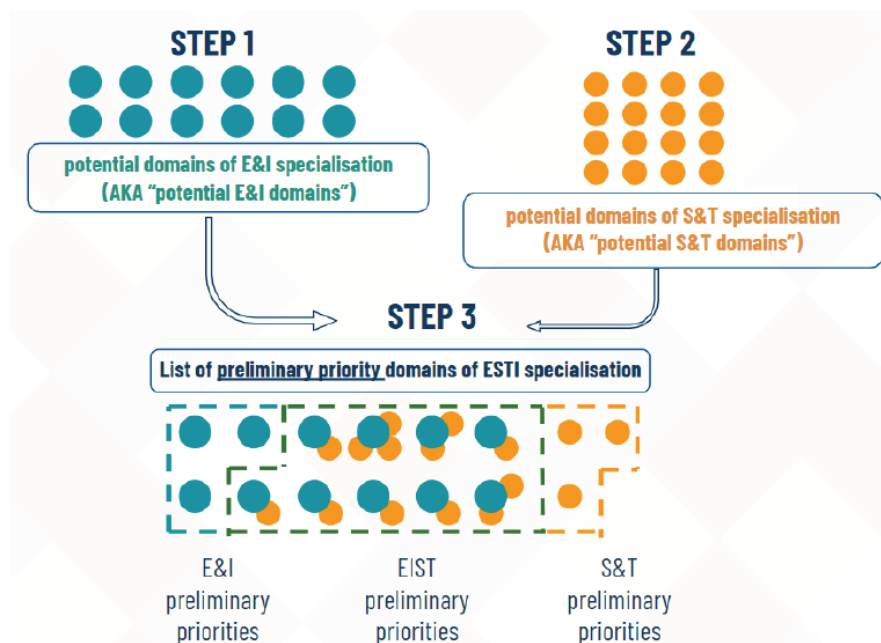 STEP 1
STEP 2
potential domains of E&I specialisation
(AKA “potential E&I domains”)
potential domains of S&T specialisation
(AKA “potential S&T domains”)
STEP 3
List of preliminary priority domains of ESTI specialisation
E&I
preliminary
priorities
EIST
preliminary
priorities
S&T
preliminary
priorities